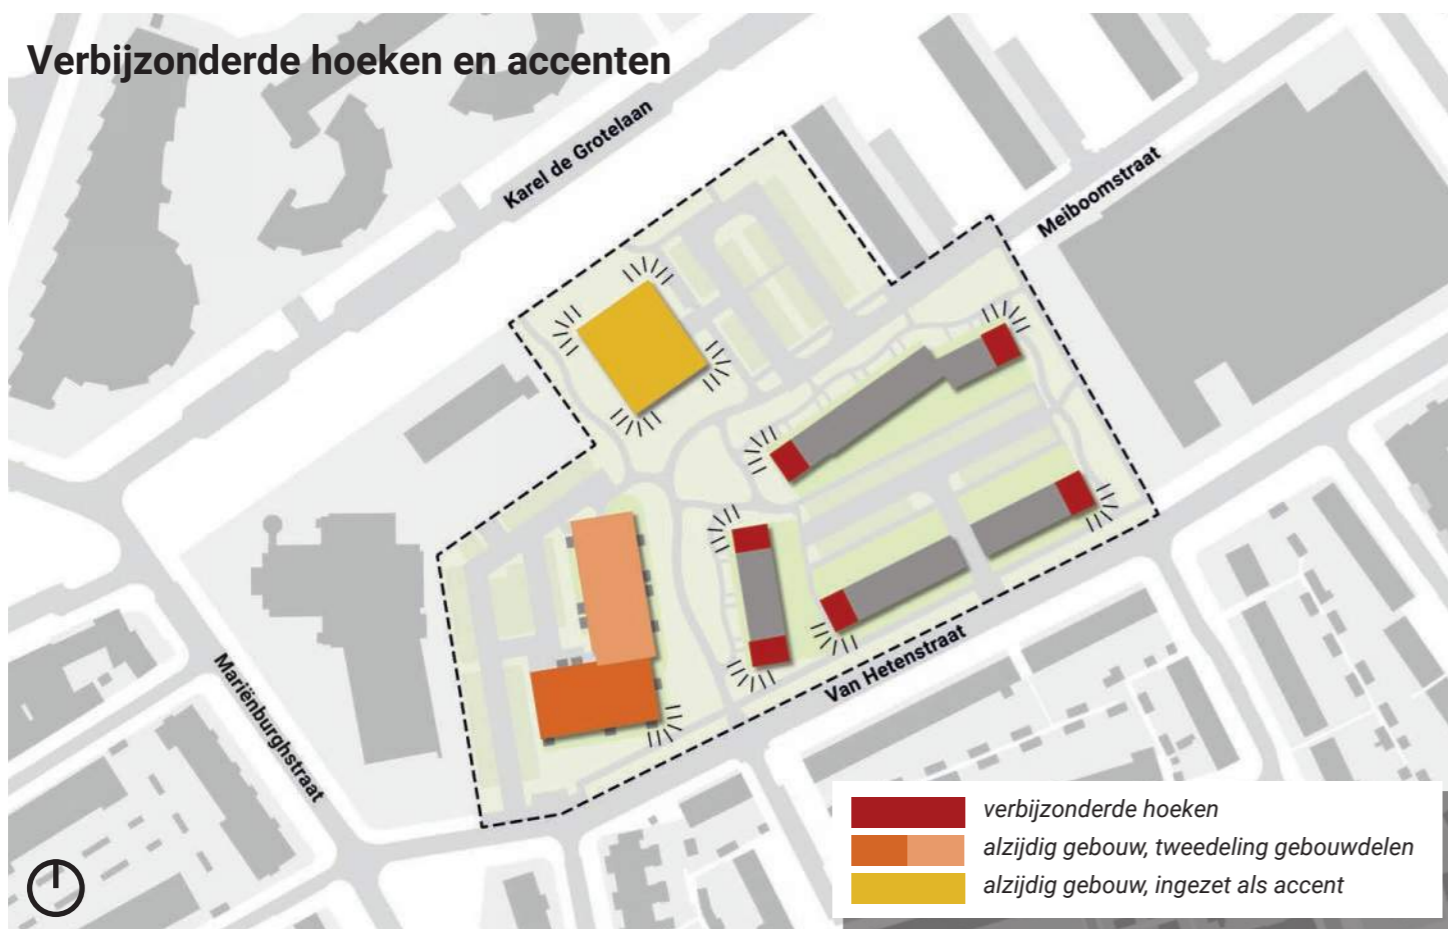 Verbijzonderde hoeken en accenten
Karel de Grotelaan
Meiboomstraat
Mariënburghstraat
Van Hetenstraat
verbijzonderde hoeken
alzijdig gebouw, tweedeling gebouwdelen
alzijdig gebouw, ingezet als accent